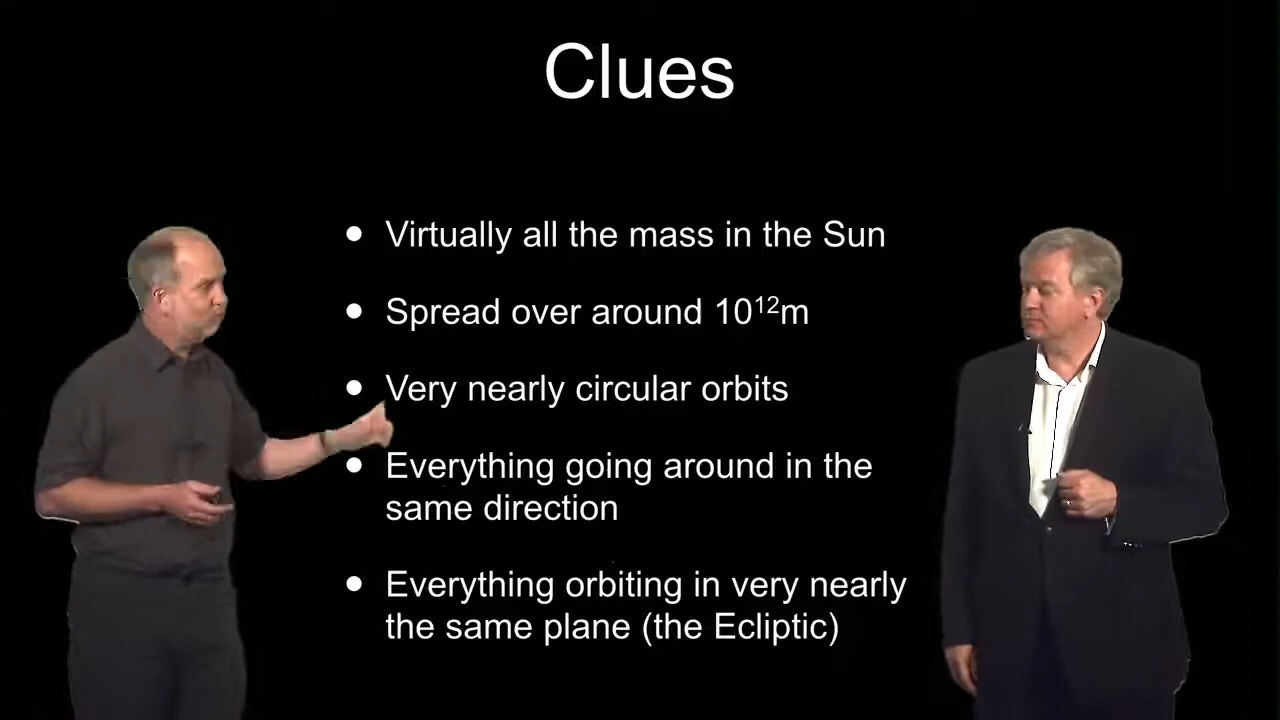 Clues
• Virtually all the mass in the Sun
• Spread over around 10¹²m
• Very nearly circular orbits
• Everything going around in the
same direction
• Everything orbiting in very nearly
the same plane (the Ecliptic)